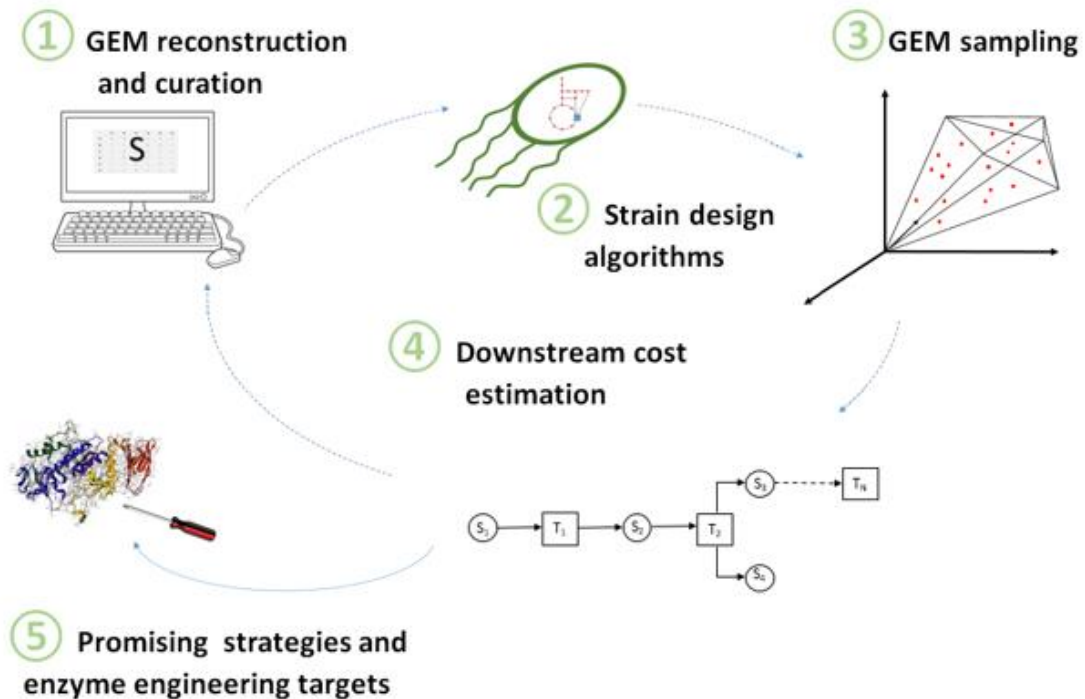 1 GEM reconstruction
and curation
S
2 Strain design
algorithms
3 GEM sampling
4 Downstream cost
estimation
S₁ T₁ S₂ T₂ S₃ T_N
S₄
5 Promising strategies and
enzyme engineering targets